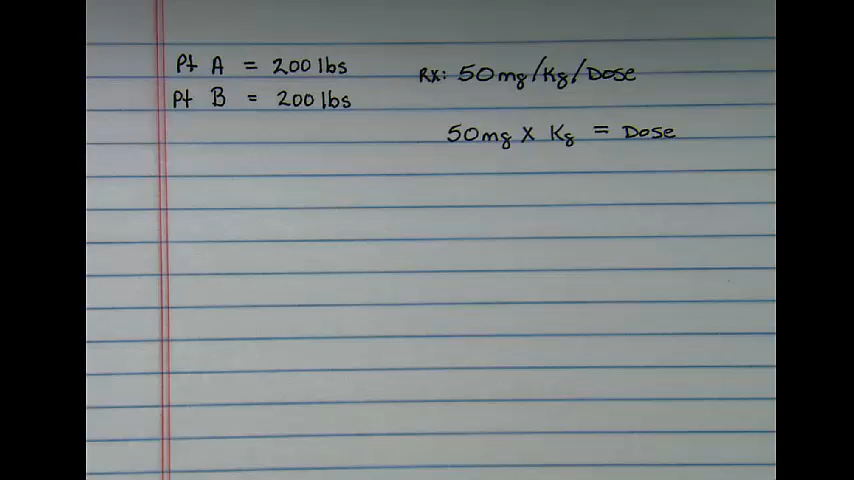 Pt A = 200 lbs
Pt B = 200 lbs
RX: 50mg/Kg/Dose
50mg X Kg = Dose